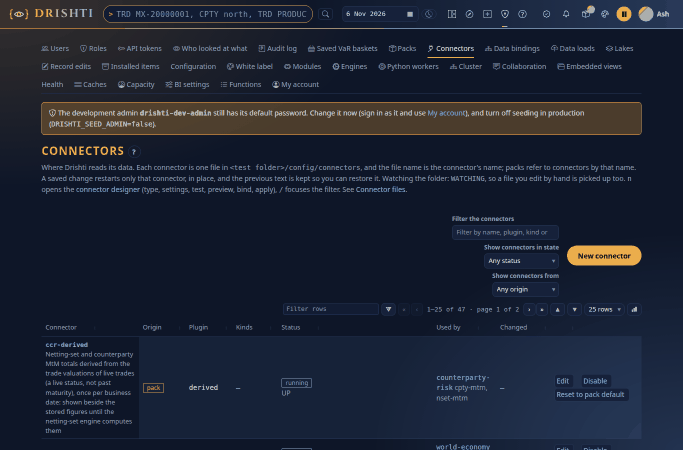 {👁} DRISHTI
> TRD MX-20000001, CPTY north, TRD PRODUC
6 Nov 2026
Ash
Users Roles API tokens Who looked at what Audit log Saved VaR baskets Packs Connectors Data bindings Data loads Lakes
Record edits Installed items Configuration White label Modules Engines Python workers Cluster Collaboration Embedded views
Health Caches Capacity BI settings Functions My account
The development admin drishti-dev-admin still has its default password. Change it now (sign in as it and use My account), and turn off seeding in production
(DRISHTI_SEED_ADMIN=false).
CONNECTORS ?
Where Drishti reads its data. Each connector is one file in <test folder>/config/connectors, and the file name is the connector's name; packs refer to connectors by that name.
A saved change restarts only that connector, in place, and the previous text is kept so you can restore it. Watching the folder: WATCHING, so a file you edit by hand is picked up too. n
opens the connector designer (type, settings, test, preview, bind, apply), / focuses the filter. See Connector files.
Filter the connectors
Filter by name, plugin, kind or
Show connectors in state
Any status
New connector
Show connectors from
Any origin
Filter rows
1–25 of 47 · page 1 of 2
25 rows
Connector Origin Plugin Kinds Status Used by Changed
ccr-derived
Netting-set and counterparty
MtM totals derived from the
trade valuations of live trades
(a live status, not past
maturity), once per business
date: shown beside the
stored figures until the
netting-set engine computes
them
pack
derived
—
running
UP
counterparty-
risk cpty-mtm,
nset-mtm
—
Edit Disable
Reset to pack default
world-economy